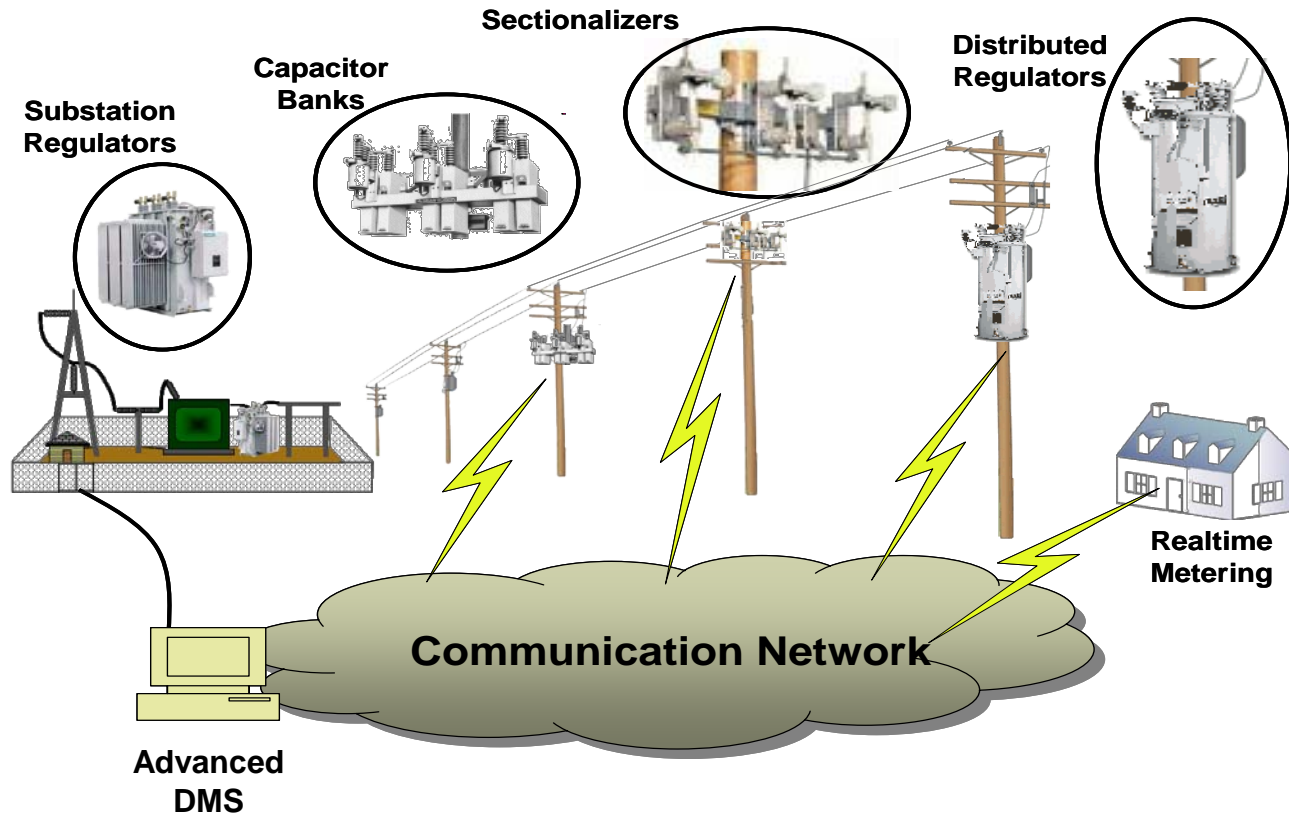 Sectionalizers
Distributed
Regulators
Capacitor
Banks
Substation
Regulators
Realtime
Metering
Communication Network
Advanced
DMS